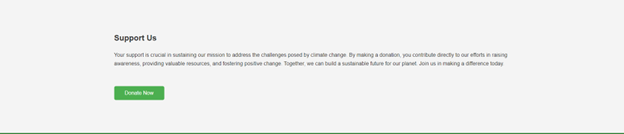 Support Us
Your support is crucial in sustaining our mission to address the challenges posed by climate change. By making a donation, you contribute directly to our efforts in raising
awareness, providing valuable resources, and fostering positive change. Together, we can build a sustainable future for our planet. Join us in making a difference today.
Donate Now